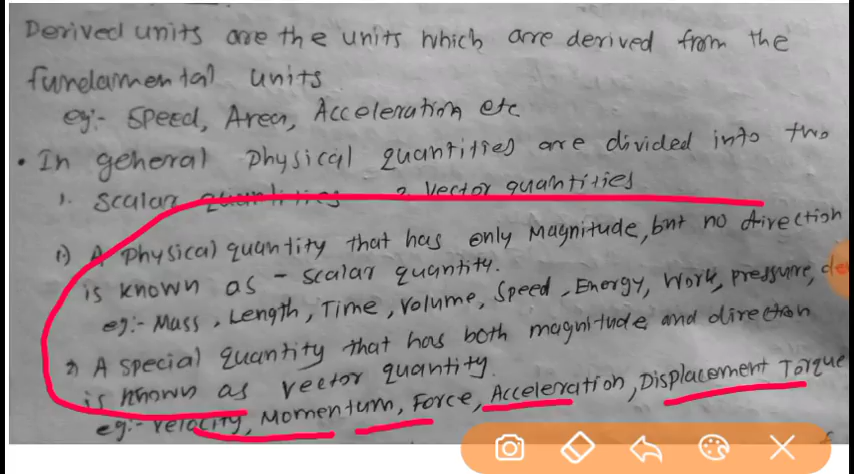 Derived units are the units which are derived from the
fundamental units
eg:- Speed, Area, Acceleration etc
• In general Physical quantities are divided into two
1. Scalar quantities 2. Vector quantities
1) A Physical quantity that has only Magnitude, but no direction
is known as - scalar quantity.
eg:- Mass, Length, Time, Volume, Speed, Energy, Work, pressure, de
2) A special quantity that has both magnitude and direction
is known as vector quantity.
eg:- Velocity, Momentum, Force, Acceleration, Displacement Torque